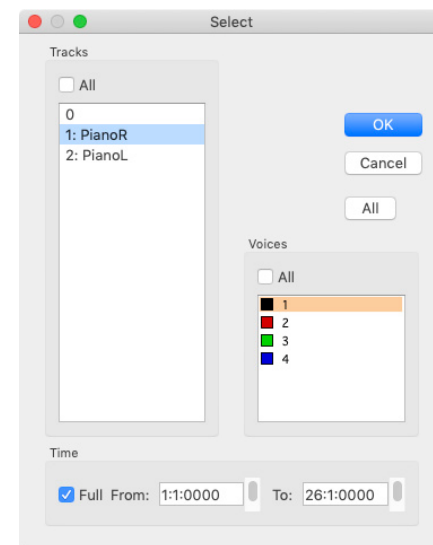 Select
Tracks
All
0
1: PianoR
2: PianoL
OK
Cancel
All
Voices
All
1
2
3
4
Time
Full From: 1:1:0000 To: 26:1:0000